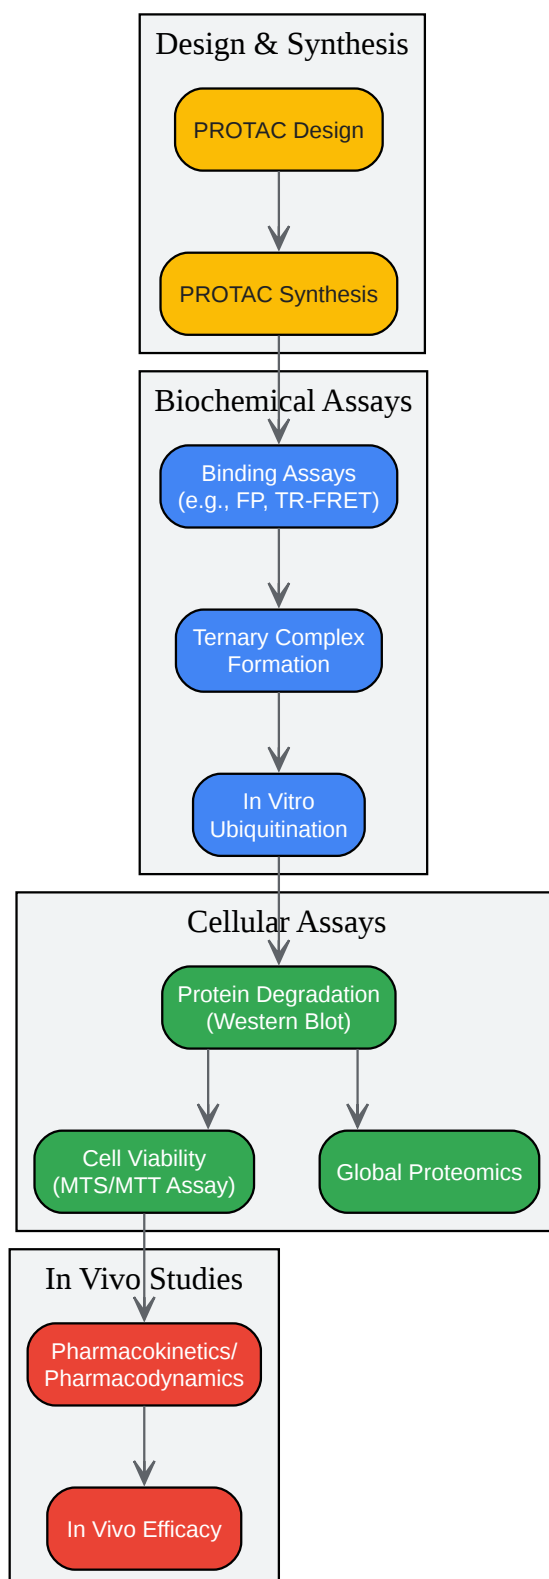 Design & Synthesis
PROTAC Design
PROTAC Synthesis
Biochemical Assays
Binding Assays
(e.g., FP, TR-FRET)
Ternary Complex
Formation
In Vitro
Ubiquitination
Cellular Assays
Protein Degradation
(Western Blot)
Cell Viability
(MTS/MTT Assay)
Global Proteomics
In Vivo Studies
Pharmacokinetics/
Pharmacodynamics
In Vivo Efficacy